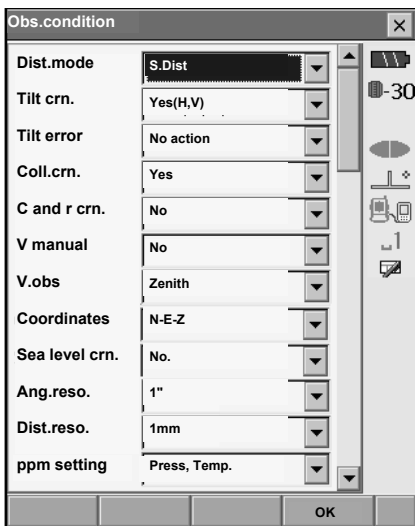 Obs.condition
Dist.mode S.Dist
Tilt crn. Yes(H,V)
Tilt error No action
Coll.crn. Yes
C and r crn. No
V manual No
V.obs Zenith
Coordinates N-E-Z
Sea level crn. No.
Ang.reso. 1"
Dist.reso. 1mm
ppm setting Press, Temp.
OK
-30
1